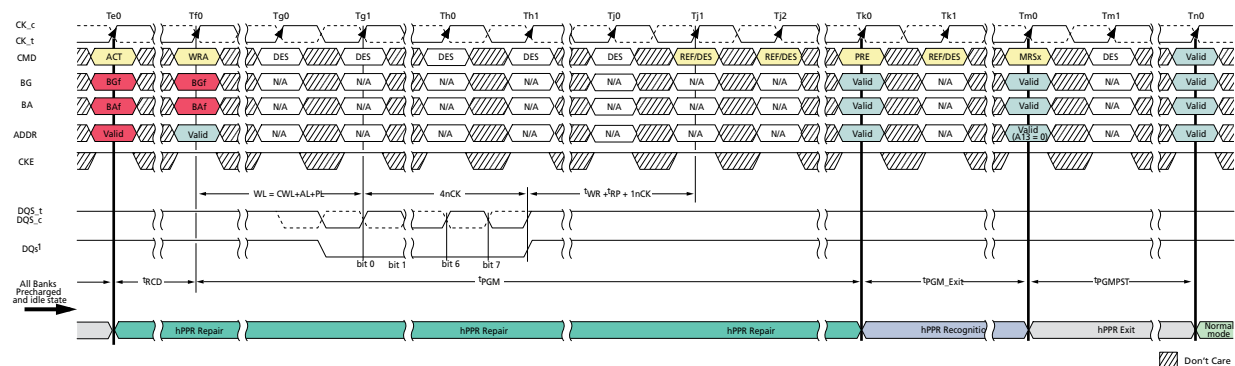 Te0 Tf0 Tg0 Tg1 Th0 Th1 Tj0 Tj1 Tj2 Tk0 Tk1 Tm0 Tm1 Tn0
CK_c
CK_t
CMD ACT WRA DES DES DES DES DES REF/DES REF/DES PRE REF/DES MRSx DES Valid
BG BGf BGf N/A N/A N/A N/A N/A N/A N/A Valid N/A Valid N/A Valid
BA BAf BAf N/A N/A N/A N/A N/A N/A N/A Valid N/A Valid N/A Valid
ADDR Valid Valid N/A N/A N/A N/A N/A N/A N/A Valid N/A Valid (A13 = 0) N/A Valid
CKE
WL = CWL+AL+PL 4nCK tWR +tRP + 1nCK
DQS_t
DQS_c
DQs1
bit 0 bit 1 bit 6 bit 7
All Banks
Precharged
and idle state
tRCD tPGM tPGM_Exit tPGMPST
hPPR Repair hPPR Repair hPPR Repair hPPR Recognitio hPPR Exit Normal
mode
Don't Care